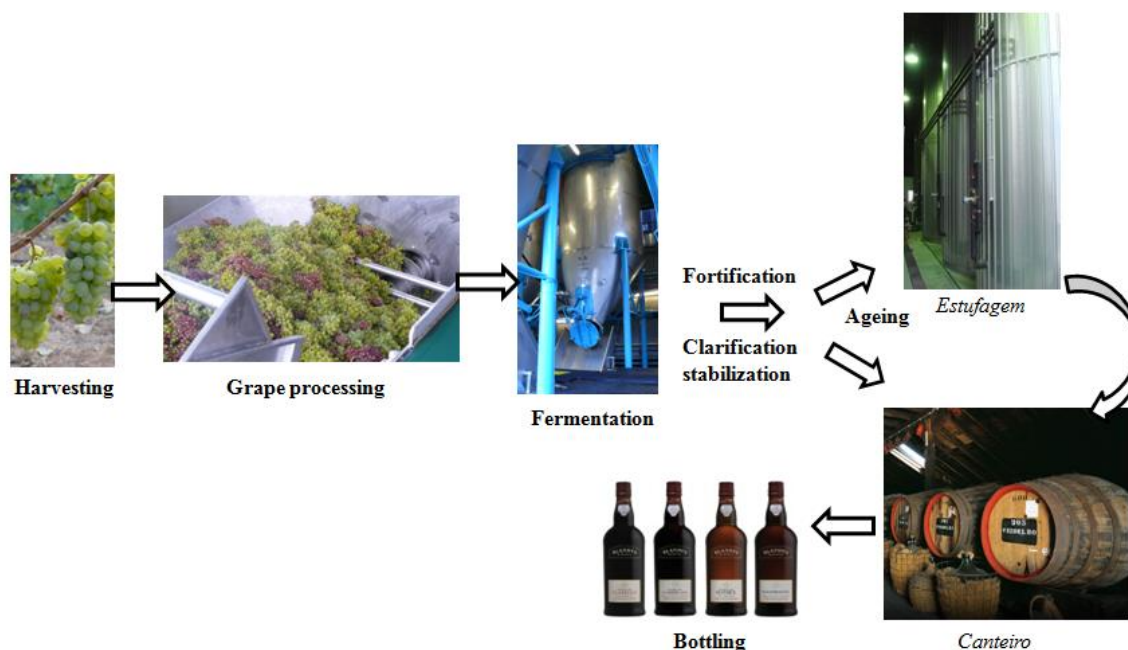 Harvesting
Grape processing
Fermentation
Fortification
Clarification
stabilization
Ageing
Estufagem
Canteiro
Bottling